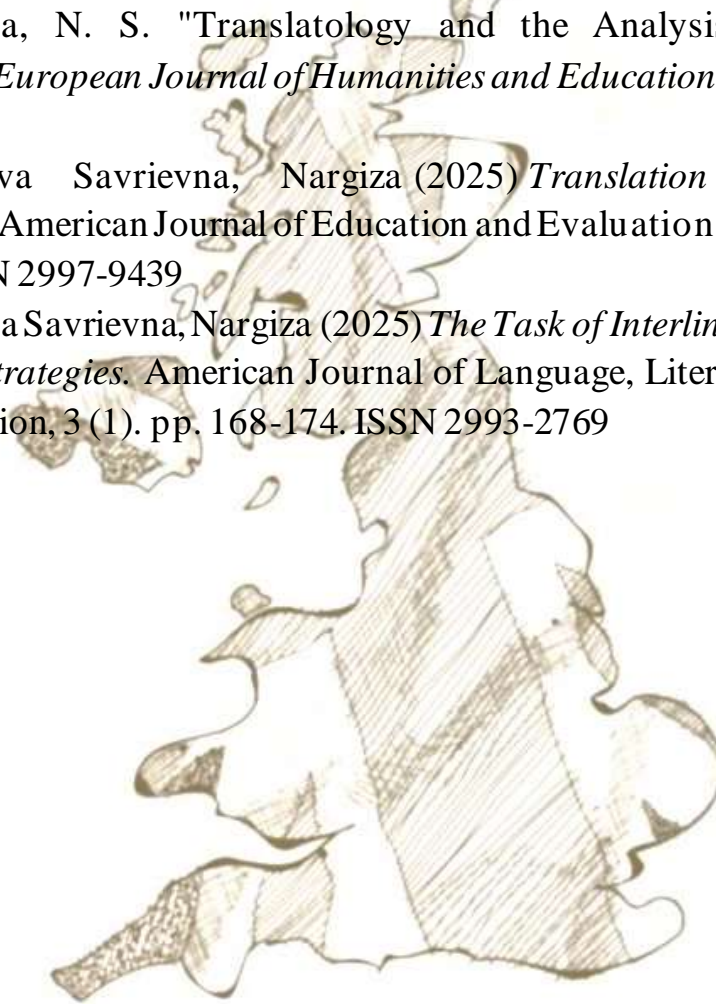 a, N. S. "Translatology and the Analysis
European Journal of Humanities and Education
va Savrievna, Nargiza (2025) Translation
American Journal of Education and Evaluation
N 2997-9439
a Savrievna, Nargiza (2025) The Task of Interlin
trategies. American Journal of Language, Liter
ion, 3 (1). pp. 168-174. ISSN 2993-2769